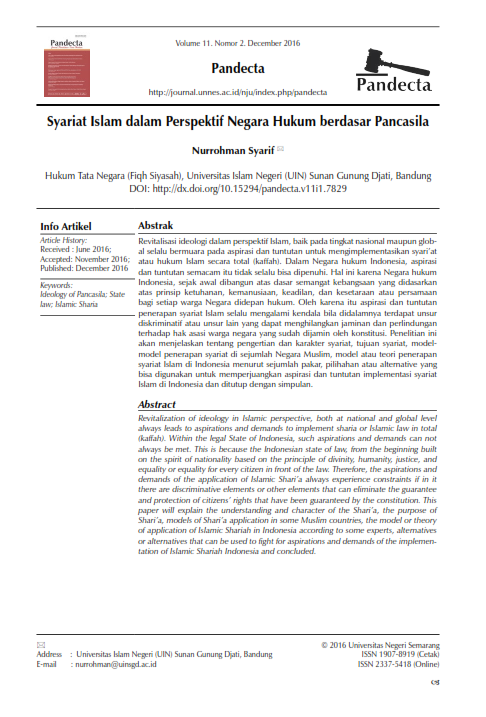 Volume 11. Nomor 2. December 2016
Pandecta
Pandecta
http://journal.unnes.ac.id/nju/index.php/pandecta
Pandecta
Syariat Islam dalam Perspektif Negara Hukum berdasar Pancasila
Nurrohman Syarif
Hukum Tata Negara (Fiqh Siyasah), Universitas Islam Negeri (UIN) Sunan Gunung Djati, Bandung
DOI: http://dx.doi.org/10.15294/pandecta.v11i1.7829
Info Artikel
Article History:
Received : June 2016;
Accepted: November 2016;
Published: December 2016
Keywords:
Ideology of Pancasila; State
law; Islamic Sharia
Abstrak
Revitalisasi ideologi dalam perspektif Islam, baik pada tingkat nasional maupun glob-
al selalu bermuara pada aspirasi dan tuntutan untuk mengimplementasikan syari'at
atau hukum Islam secara total (kaffah). Dalam Negara hukum Indonesia, aspirasi
dan tuntutan semacam itu tidak selalu bisa dipenuhi. Hal ini karena Negara hukum
Indonesia, sejak awal dibangun atas dasar semangat kebangsaan yang didasarkan
atas prinsip ketuhanan, kemanusiaan, keadilan, dan kesetaraan atau persamaan
bagi setiap warga Negara didepan hukum. Oleh karena itu aspirasi dan tuntutan
penerapan syariat Islam selalu mengalami kendala bila didalamnya terdapat unsur
diskriminatif atau unsur lain yang dapat menghilangkan jaminan dan perlindungan
terhadap hak asasi warga negara yang sudah dijamin oleh konstitusi. Penelitian ini
akan menjelaskan tentang pengertian dan karakter syariat, tujuan syariat, model-
model penerapan syariat di sejumlah Negara Muslim, model atau teori penerapan
syariat Islam di Indonesia menurut sejumlah pakar, pilihahan atau alternative yang
bisa digunakan untuk memperjuangkan aspirasi dan tuntutan implementasi syariat
Islam di Indonesia dan ditutup dengan simpulan.
Abstract
Revitalization of ideology in Islamic perspective, both at national and global level
always leads to aspirations and demands to implement sharia or Islamic law in total
(kaffah). Within the legal State of Indonesia, such aspirations and demands can not
always be met. This is because the Indonesian state of law, from the beginning built
on the spirit of nationality based on the principle of divinity, humanity, justice, and
equality or equality for every citizen in front of the law. Therefore, the aspirations and
demands of the application of Islamic Shari'a always experience constraints if in it
there are discriminative elements or other elements that can eliminate the guarantee
and protection of citizens' rights that have been guaranteed by the constitution. This
paper will explain the understanding and character of the Shari'a, the purpose of
Shari'a, models of Shari'a application in some Muslim countries, the model or theory
of application of Islamic Shariah in Indonesia according to some experts, alternatives
or alternatives that can be used to fight for aspirations and demands of the implemen-
tation of Islamic Shariah Indonesia and concluded.
Address : Universitas Islam Negeri (UIN) Sunan Gunung Djati, Bandung
E-mail : nurrohman@uinsgd.ac.id
© 2016 Universitas Negeri Semarang
ISSN 1907-8919 (Cetak)
ISSN 2337-5418 (Online)